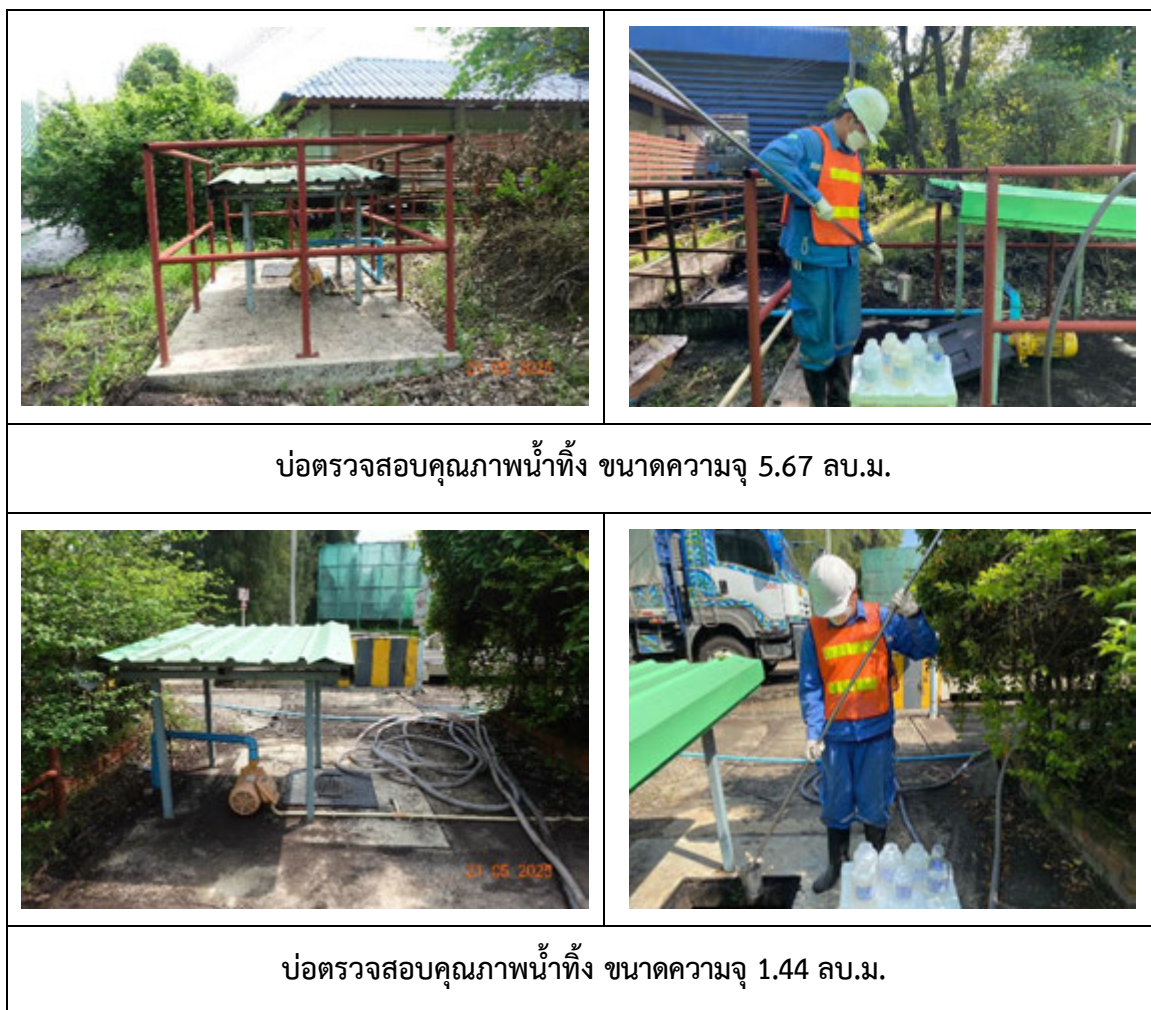 บ่อตรวจสอบคุณภาพน้ำทิ้ง ขนาดความจุ 5.67 ลบ.ม.
21 05 2025
บ่อตรวจสอบคุณภาพน้ำทิ้ง ขนาดความจุ 1.44 ลบ.ม.